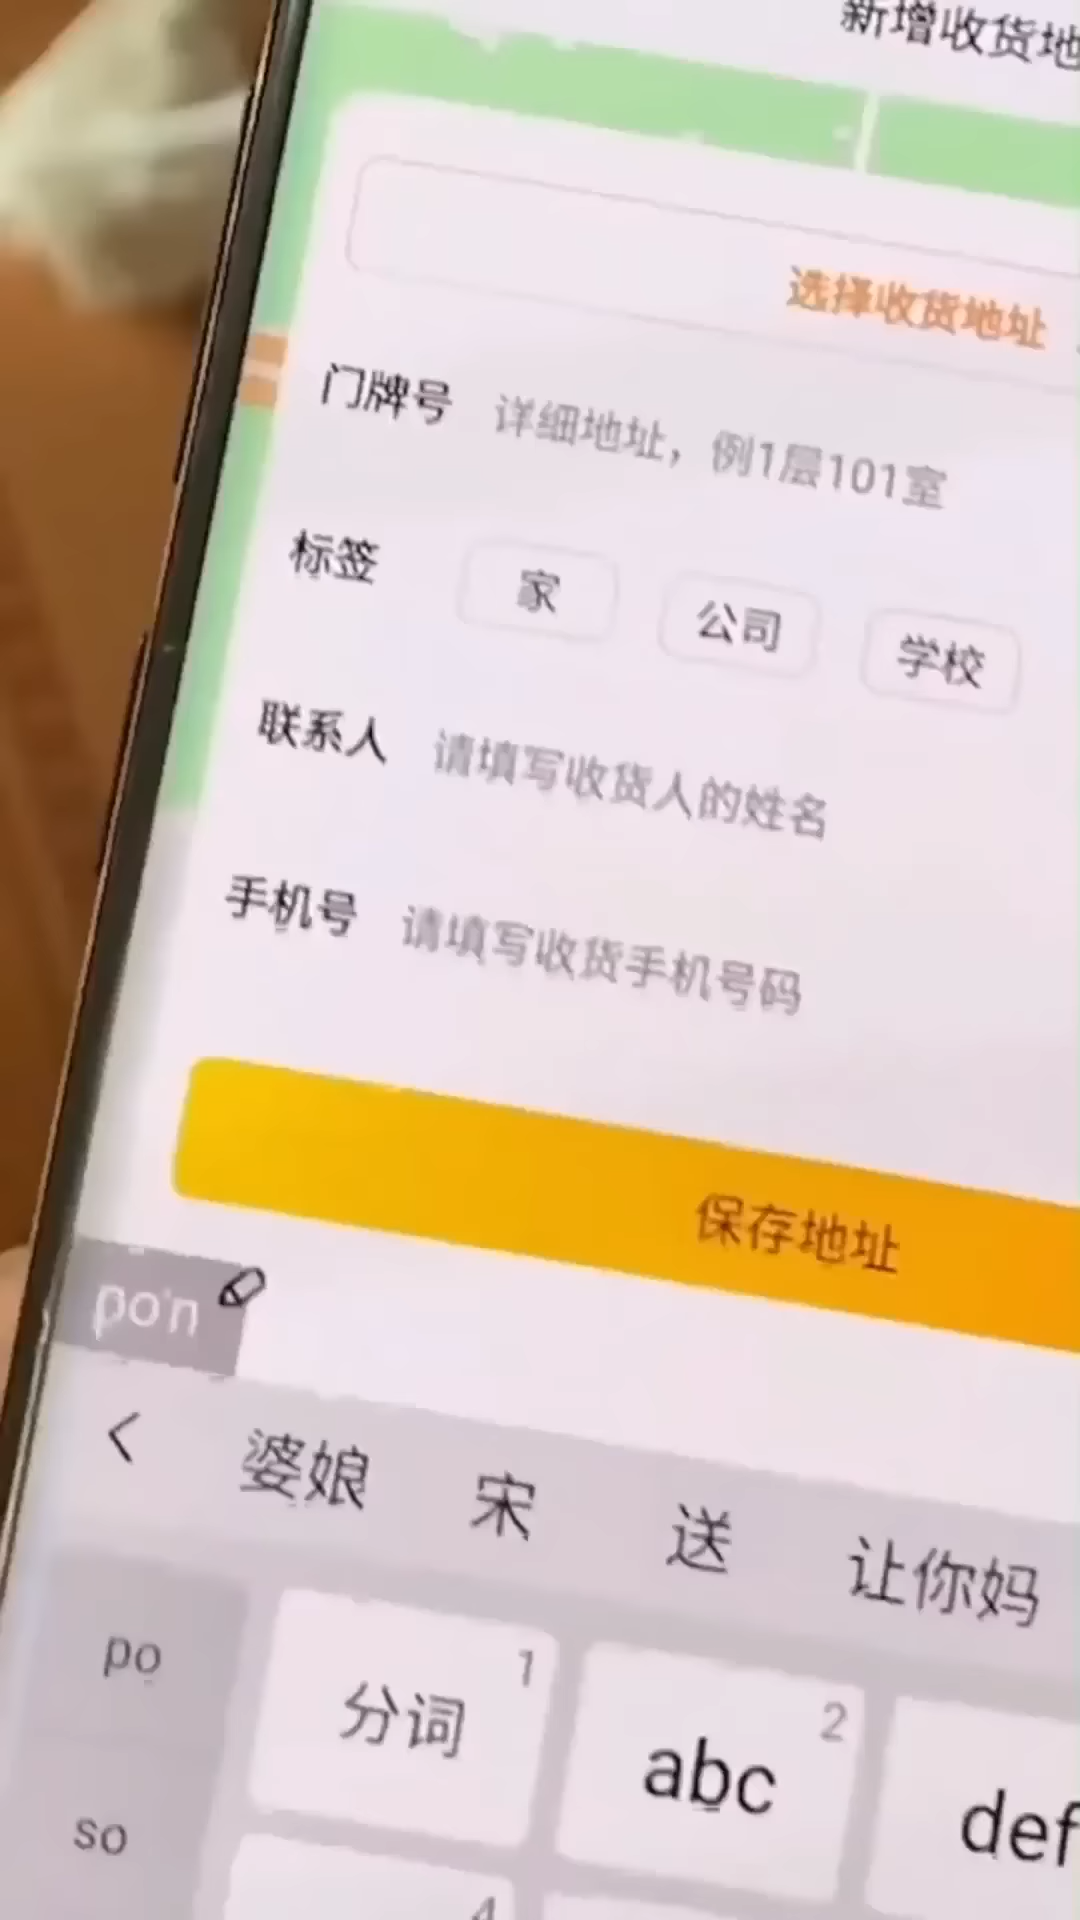 新增收货地
选择收货地址
门牌号 详细地址，例1层101室
标签 家 公司 学校
联系人 请填写收货人的姓名
手机号 请填写收货手机号码
保存地址
po'n
婆娘 宋 送 让你妈
po
分词 1
abc 2
def
so
4